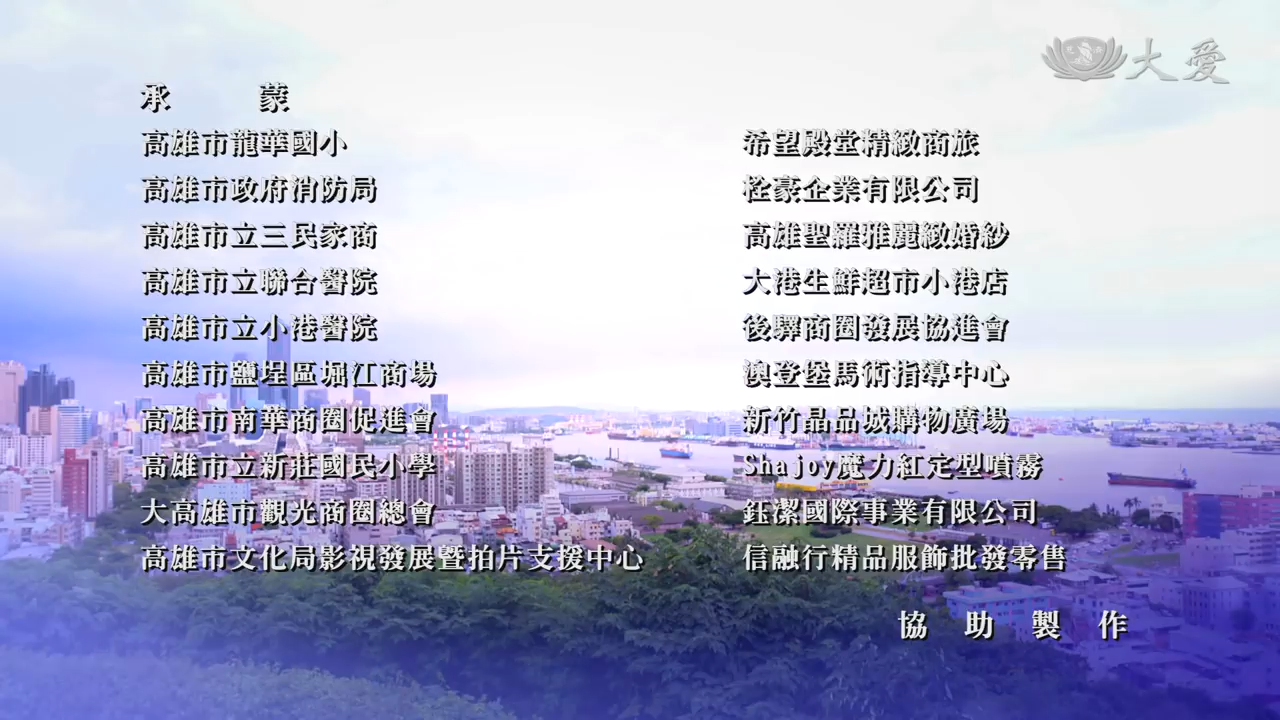 大愛
承 蒙
高雄市龍華國小
高雄市政府消防局
高雄市立三民家商
高雄市立聯合醫院
高雄市立小港醫院
高雄市鹽埕區堀江商場
高雄市南華商圈促進會
高雄市立新莊國民小學
大高雄市觀光商圈總會
高雄市文化局影視發展暨拍片支援中心
希望殿堂精緻商旅
栓豪企業有限公司
高雄聖羅雅麗緻婚紗
大港生鮮超市小港店
後驛商圈發展協進會
澳登堡馬術指導中心
新竹晶品城購物廣場
Shajoy魔力紅定型噴霧
鈺潔國際事業有限公司
信融行精品服飾批發零售
協 助 製 作